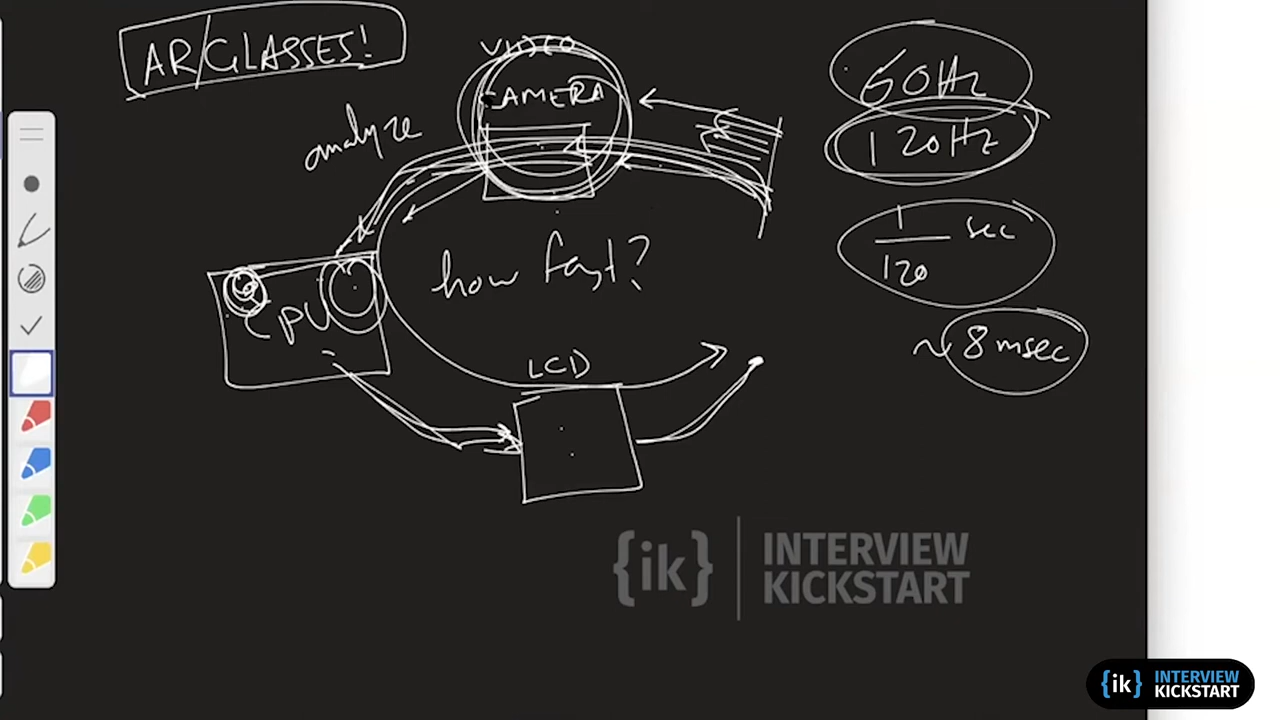 AR/GLASSES!
VIDEO
CAMERA
analyze
60Hz
120Hz
1
120
sec
how fast?
CPU
LCD
~ 8 msec
{ik} INTERVIEW
KICKSTART
{ik} INTERVIEW
KICKSTART